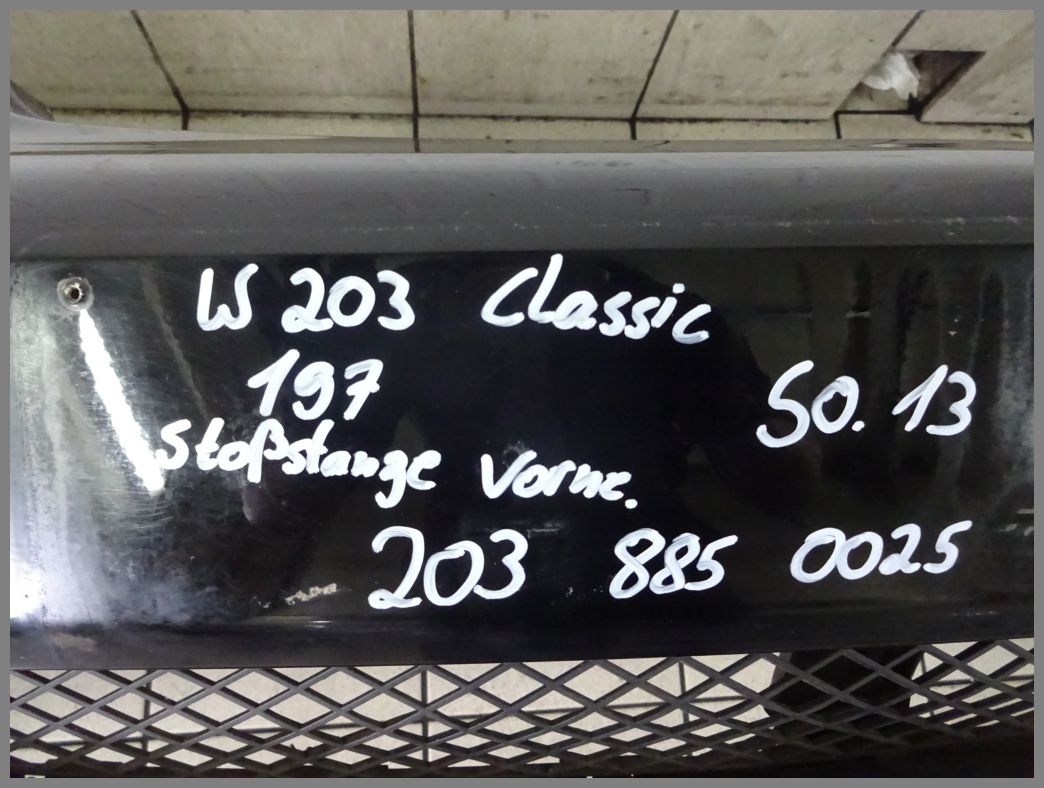 W 203 Classic
197
SO. 13
Stoßstange Vorne.
203 885 0025